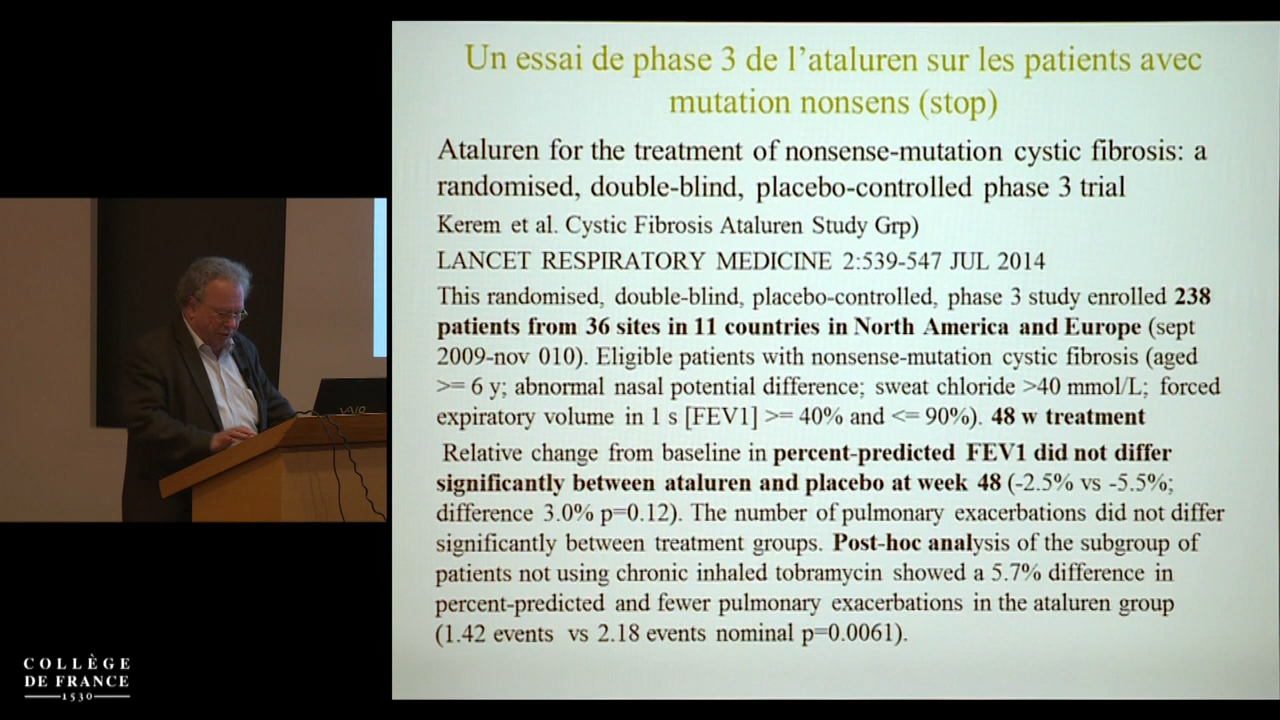 Un essai de phase 3 de l'ataluren sur les patients avec
mutation nonsens (stop)
Ataluren for the treatment of nonsense-mutation cystic fibrosis: a
randomised, double-blind, placebo-controlled phase 3 trial
Kerem et al. Cystic Fibrosis Ataluren Study Grp)
LANCET RESPIRATORY MEDICINE 2:539-547 JUL 2014
This randomised, double-blind, placebo-controlled, phase 3 study enrolled 238
patients from 36 sites in 11 countries in North America and Europe (sept
2009-nov 010). Eligible patients with nonsense-mutation cystic fibrosis (aged
>= 6 y; abnormal nasal potential difference; sweat chloride >40 mmol/L; forced
expiratory volume in 1 s [FEV1] >= 40% and <= 90%). 48 w treatment
Relative change from baseline in percent-predicted FEV1 did not differ
significantly between ataluren and placebo at week 48 (-2.5% vs -5.5%;
difference 3.0% p=0.12). The number of pulmonary exacerbations did not differ
significantly between treatment groups. Post-hoc analysis of the subgroup of
patients not using chronic inhaled tobramycin showed a 5.7% difference in
percent-predicted and fewer pulmonary exacerbations in the ataluren group
(1.42 events vs 2.18 events nominal p=0.0061).
VAIO
COLLÈGE
DE FRANCE
1530